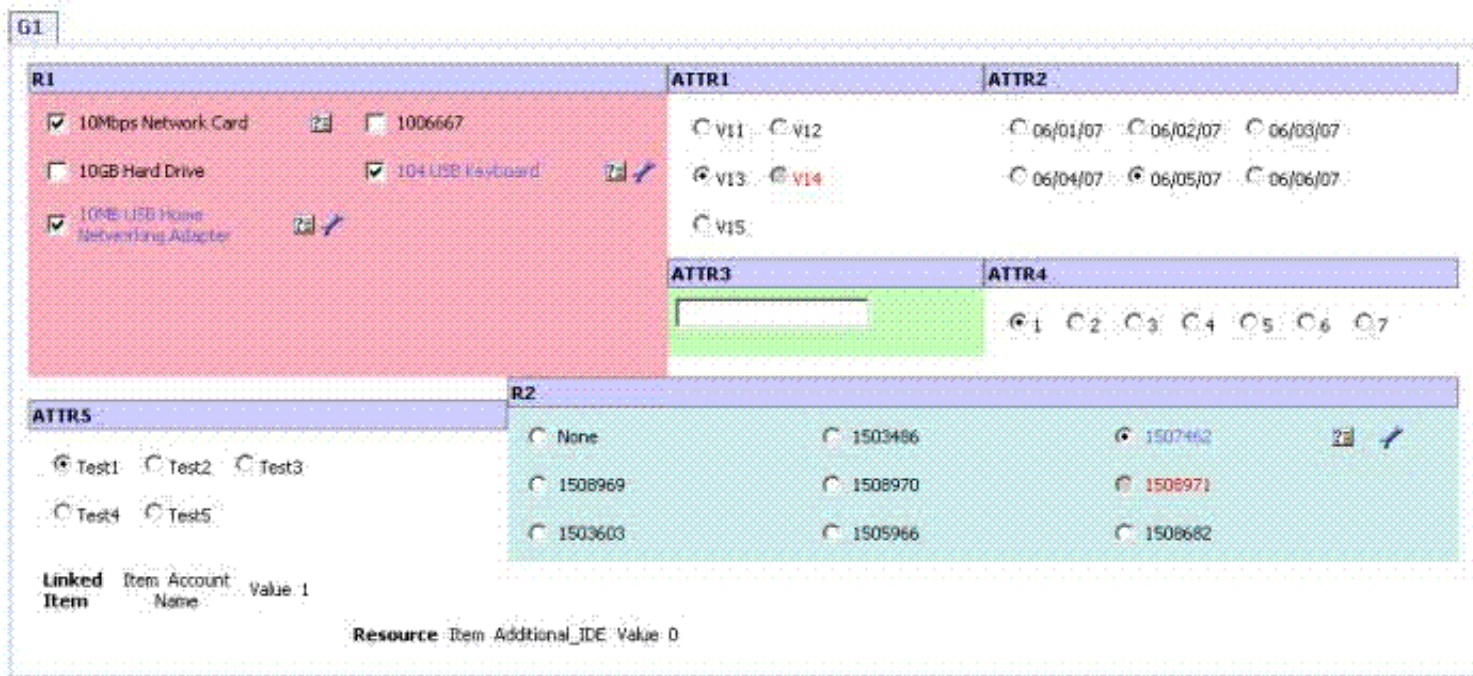 G1
R1
10Mbps Network Card
1006667
10GB Hard Drive
104 USB Keyboard
10MB USB Home
Networking Adapter
ATTR1
V11 V12
V13 V14
V15
ATTR2
06/01/07 06/02/07 06/03/07
06/04/07 06/05/07 06/06/07
ATTR3
ATTR4
1 2 3 4 5 6 7
ATTR5
Test1 Test2 Test3
Test4 Test5
R2
None 1503486 1507462
1508969 1508970 1508971
1503603 1505966 1508682
Linked Item
Item Account Name
Value 1
Resource Item Additional_IDE Value 0